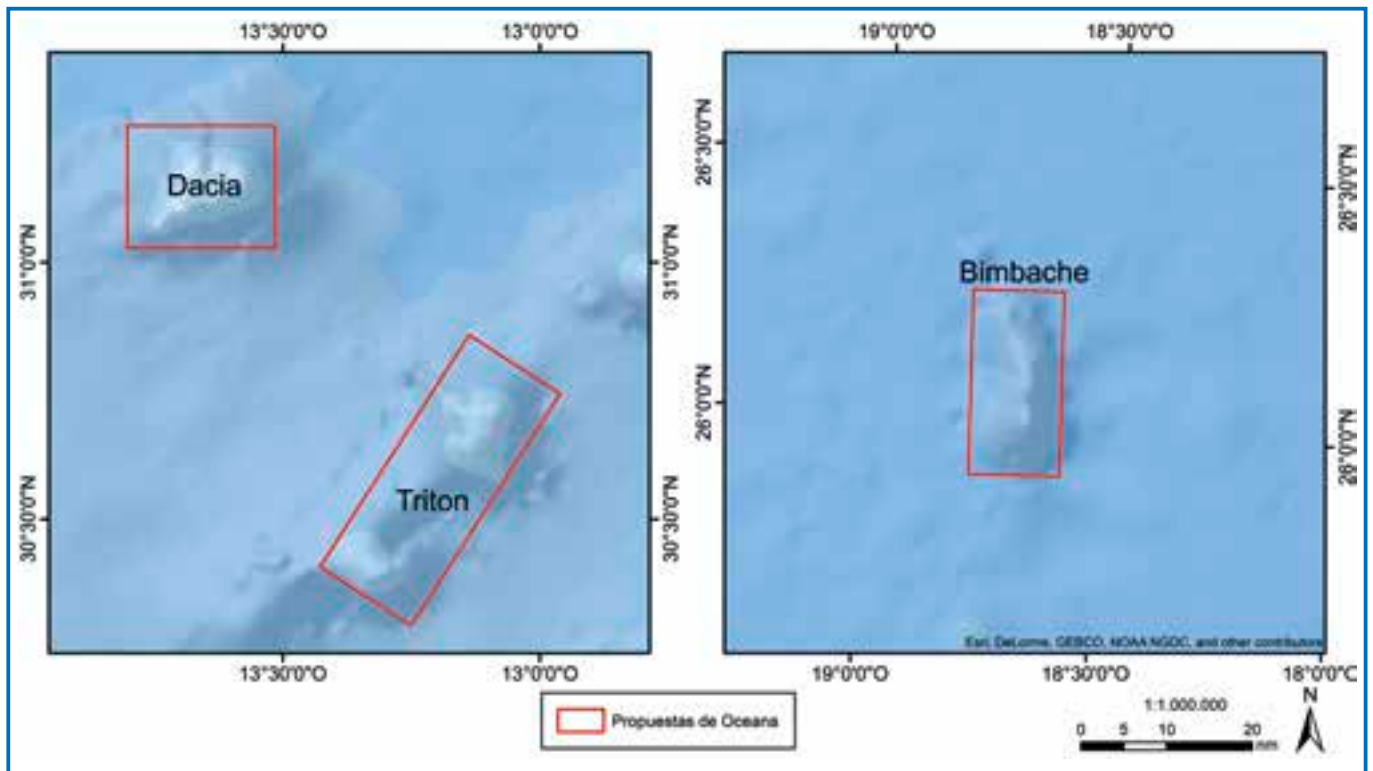 13°30'0"O 13°0'0"O
19°0'0"O 18°30'0"O
31°0'0"N
30°30'0"N
31°0'0"N
30°30'0"N
26°30'0"N
26°0'0"N
26°30'0"N
26°0'0"N
Dacia
Triton
Bimbache
Esri, DeLorme, GEBCO, NOAA NGDC, and other contributors
13°30'0"O 13°0'0"O
19°0'0"O 18°30'0"O 18°0'0"O
Propuestas de Oceana
1:1.000.000
0 5 10 20
nm
N